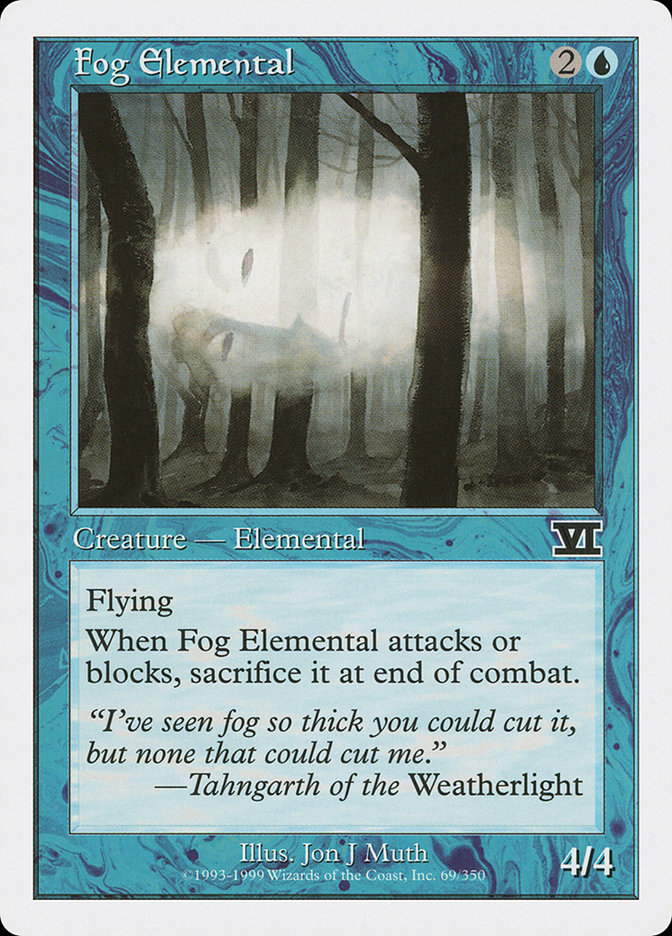 Fog Elemental
2
Creature — Elemental
VI
Flying
When Fog Elemental attacks or
blocks, sacrifice it at end of combat.
“I’ve seen fog so thick you could cut it,
but none that could cut me.”
—Tahngarth of the Weatherlight
Illus. Jon J Muth
©1993-1999 Wizards of the Coast, Inc. 69/350
4/4